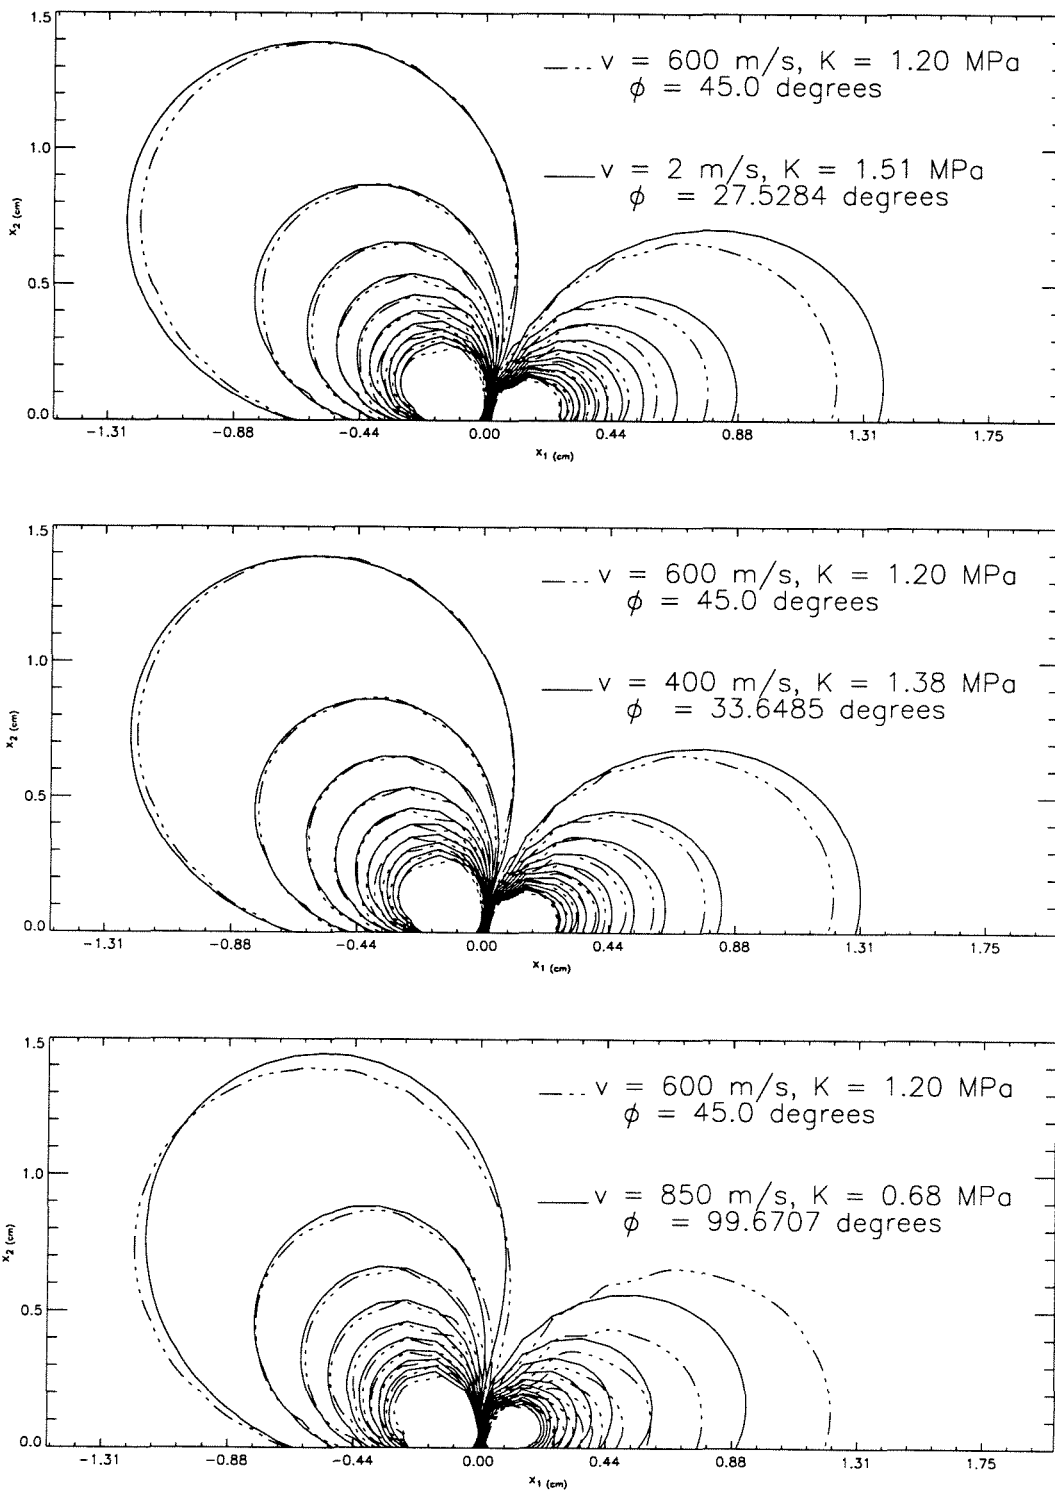 1.5
1.0
0.5
0.0
x2 (cm)
-1.31 -0.88 -0.44 0.00 0.44 0.88 1.31 1.75
x1 (cm)
v = 600 m/s, K = 1.20 MPa
ϕ = 45.0 degrees
v = 2 m/s, K = 1.51 MPa
ϕ = 27.5284 degrees
1.5
1.0
0.5
0.0
x2 (cm)
-1.31 -0.88 -0.44 0.00 0.44 0.88 1.31 1.75
x1 (cm)
v = 600 m/s, K = 1.20 MPa
ϕ = 45.0 degrees
v = 400 m/s, K = 1.38 MPa
ϕ = 33.6485 degrees
1.5
1.0
0.5
0.0
x2 (cm)
-1.31 -0.88 -0.44 0.00 0.44 0.88 1.31 1.75
x1 (cm)
v = 600 m/s, K = 1.20 MPa
ϕ = 45.0 degrees
v = 850 m/s, K = 0.68 MPa
ϕ = 99.6707 degrees